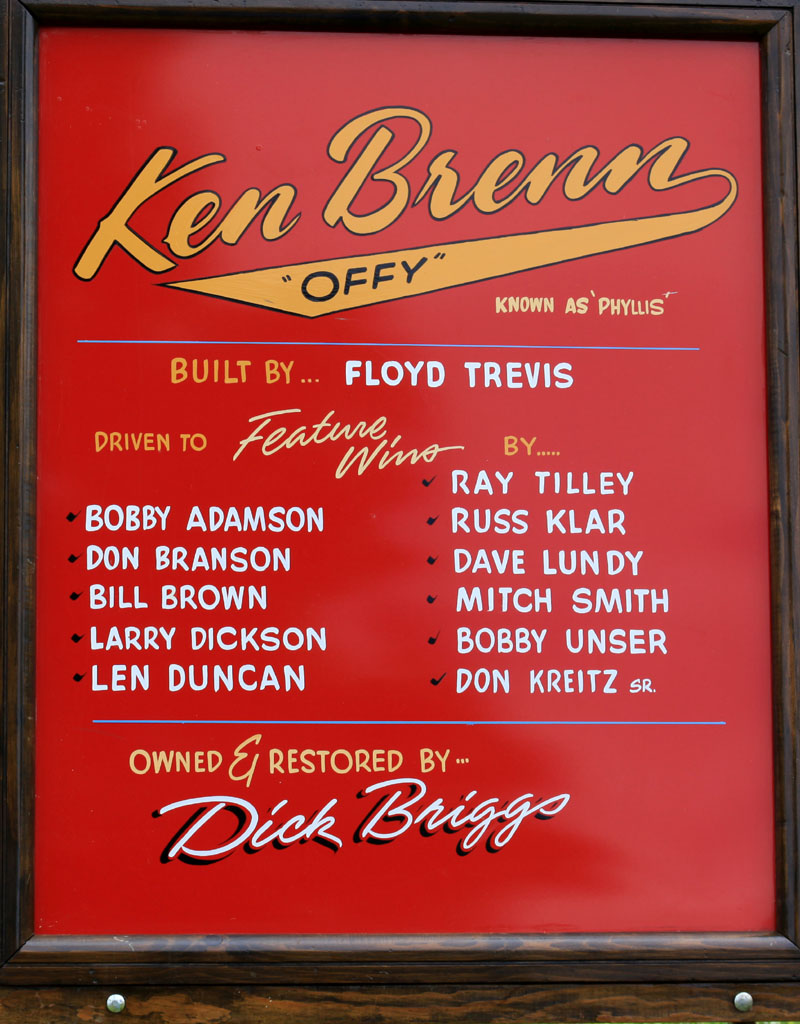 Ken Brenn
"OFFY"
KNOWN AS "PHYLLIS"
BUILT BY... FLOYD TREVIS
DRIVEN TO Feature Wins BY.....
BOBBY ADAMSON
DON BRANSON
BILL BROWN
LARRY DICKSON
LEN DUNCAN
RAY TILLEY
RUSS KLAR
DAVE LUNDY
MITCH SMITH
BOBBY UNSER
DON KREITZ SR.
OWNED & RESTORED BY...
Dick Briggs